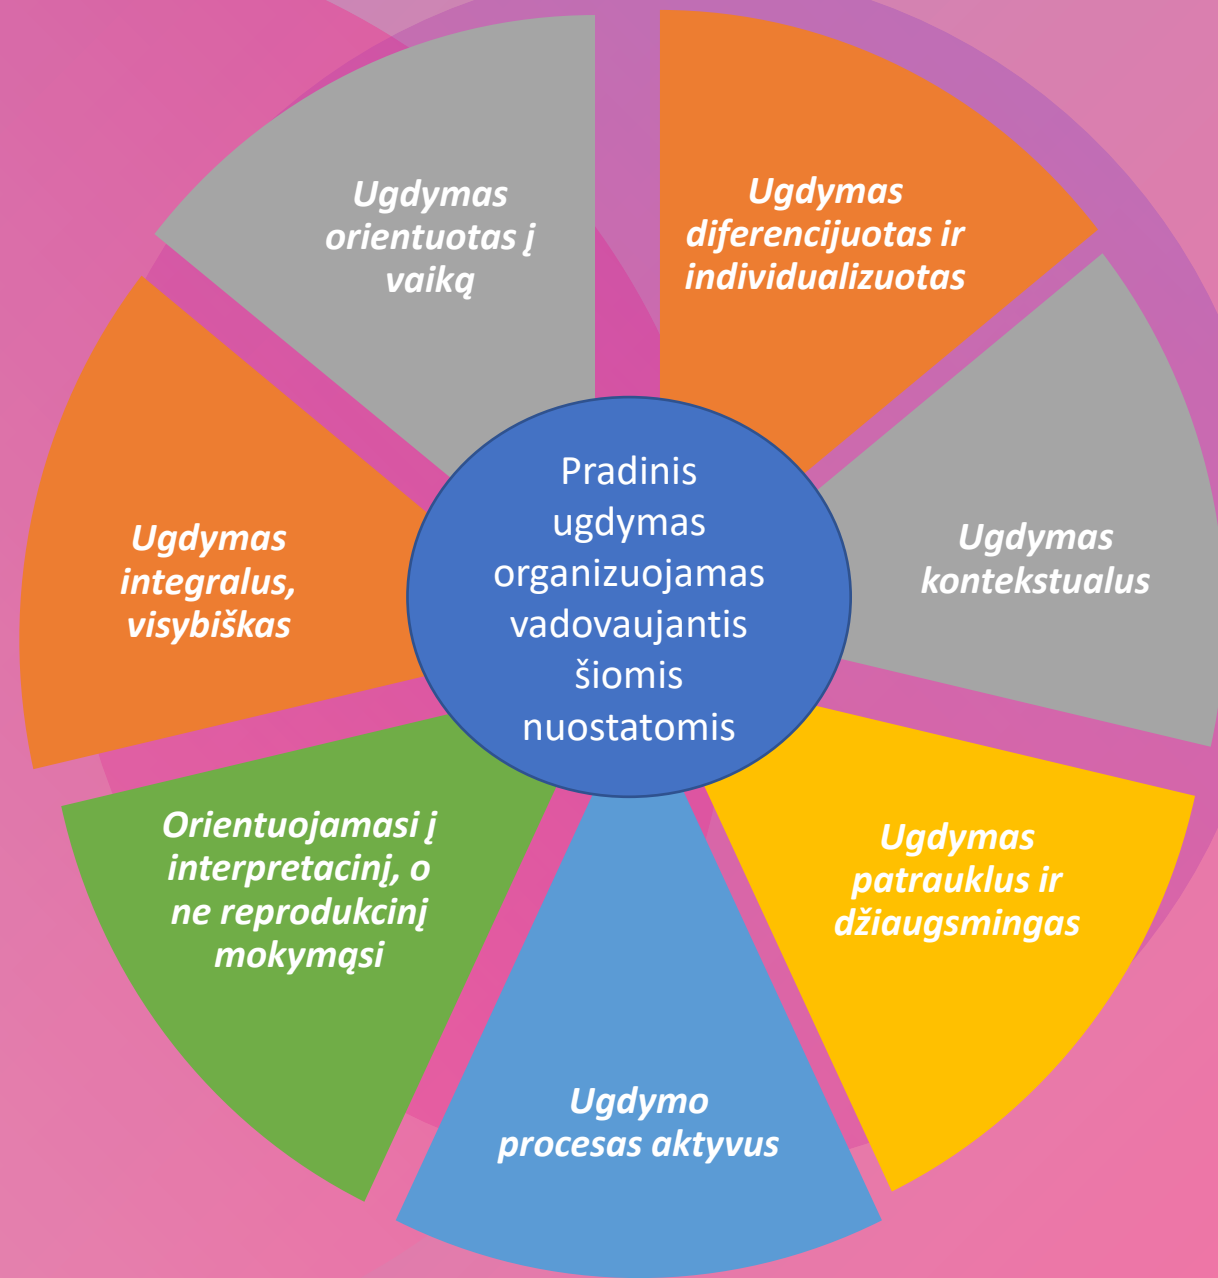 Ugdymas
orientuotas į
vaiką
Ugdymas
diferencijuotas ir
individualizuotas
Ugdymas
integralus,
visybiškas
Pradinis
ugdymas
organizuojamas
vadovaujantis
šiomis
nuostatomis
Ugdymas
kontekstualus
Orientuojamasi į
interpretacinį, o
ne reprodukcinį
mokymąsi
Ugdymas
patrauklus ir
džiaugsmingas
Ugdymo
procesas aktyvus